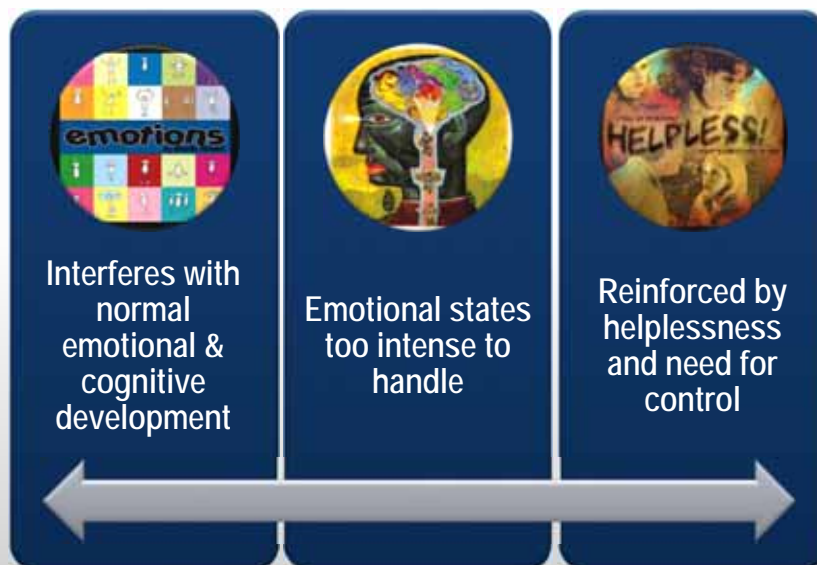 emotions
HELPLESS!
Interferes with
normal
emotional &
cognitive
development
Emotional states
too intense to
handle
Reinforced by
helplessness
and need for
control